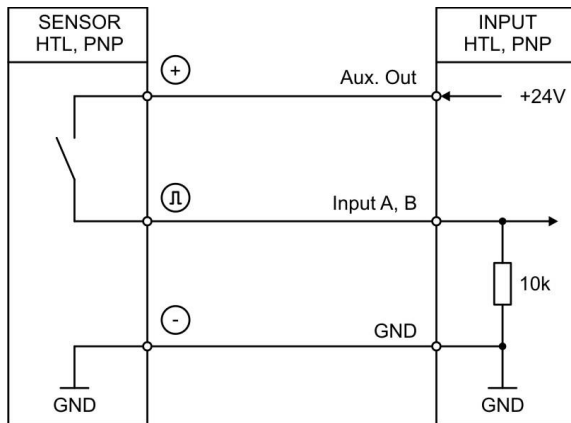 SENSOR
HTL, PNP
INPUT
HTL, PNP
+
Aux. Out
+24V
Input A, B
10k
-
GND
GND
GND